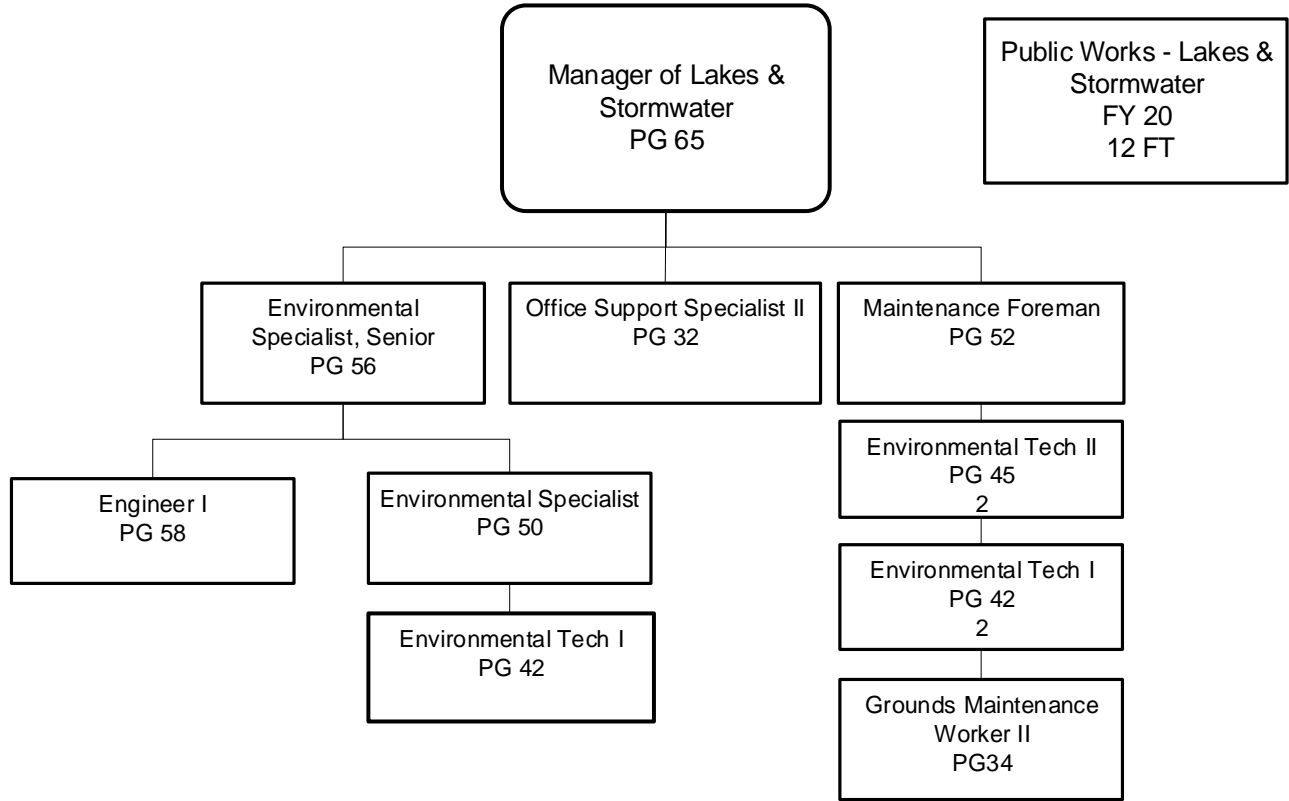 Manager of Lakes &
Stormwater
PG 65
Public Works - Lakes &
Stormwater
FY 20
12 FT
Environmental
Specialist, Senior
PG 56
Office Support Specialist II
PG 32
Maintenance Foreman
PG 52
Engineer I
PG 58
Environmental Specialist
PG 50
Environmental Tech II
PG 45
2
Environmental Tech I
PG 42
Environmental Tech I
PG 42
2
Grounds Maintenance
Worker II
PG34